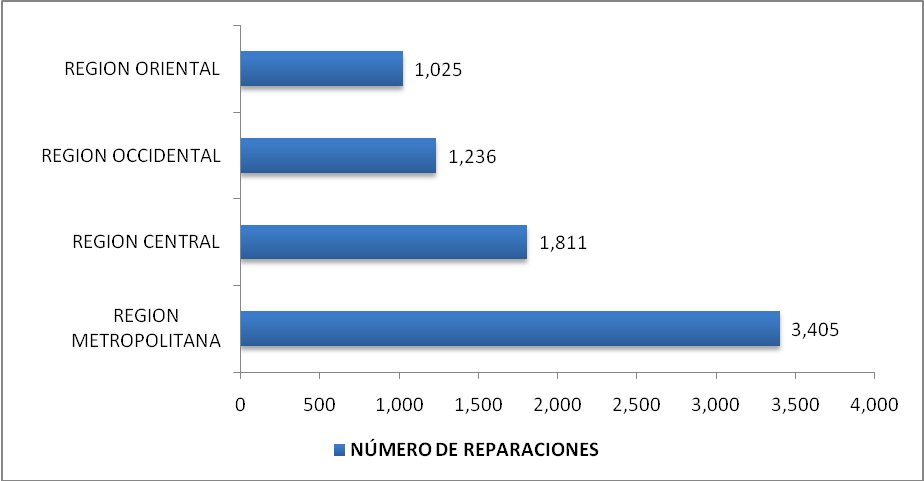 REGION ORIENTAL
1,025
REGION OCCIDENTAL
1,236
REGION CENTRAL
1,811
REGION
METROPOLITANA
3,405
0 500 1,000 1,500 2,000 2,500 3,000 3,500 4,000
NÚMERO DE REPARACIONES